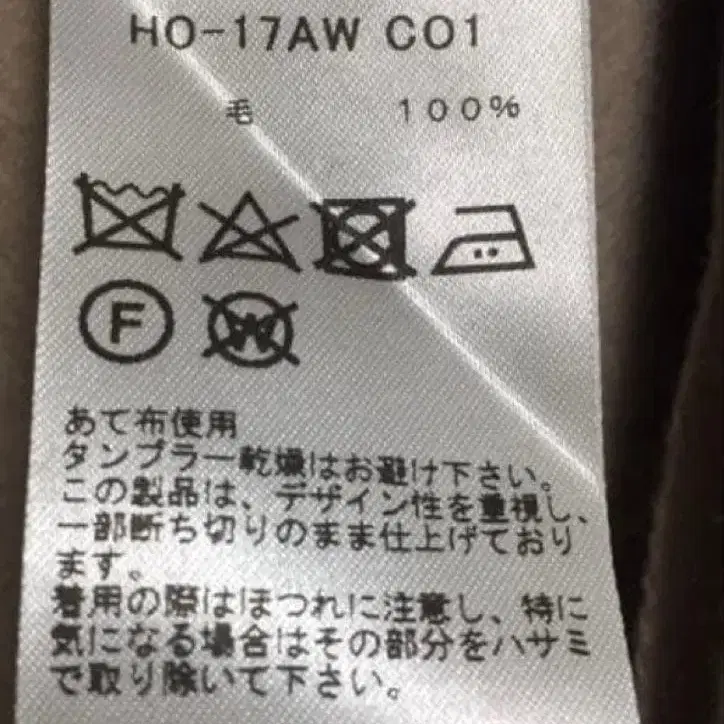 HO-17AW CO1
毛 100%
F W
あて布使用
タンブラー乾燥はお避け下さい。
この製品は、デザイン性を重視し、
一部断ち切りのまま仕上げており
ます。
着用の際はほつれに注意し、特に
気になる場合はその部分をハサミ
で取り除いて下さい。